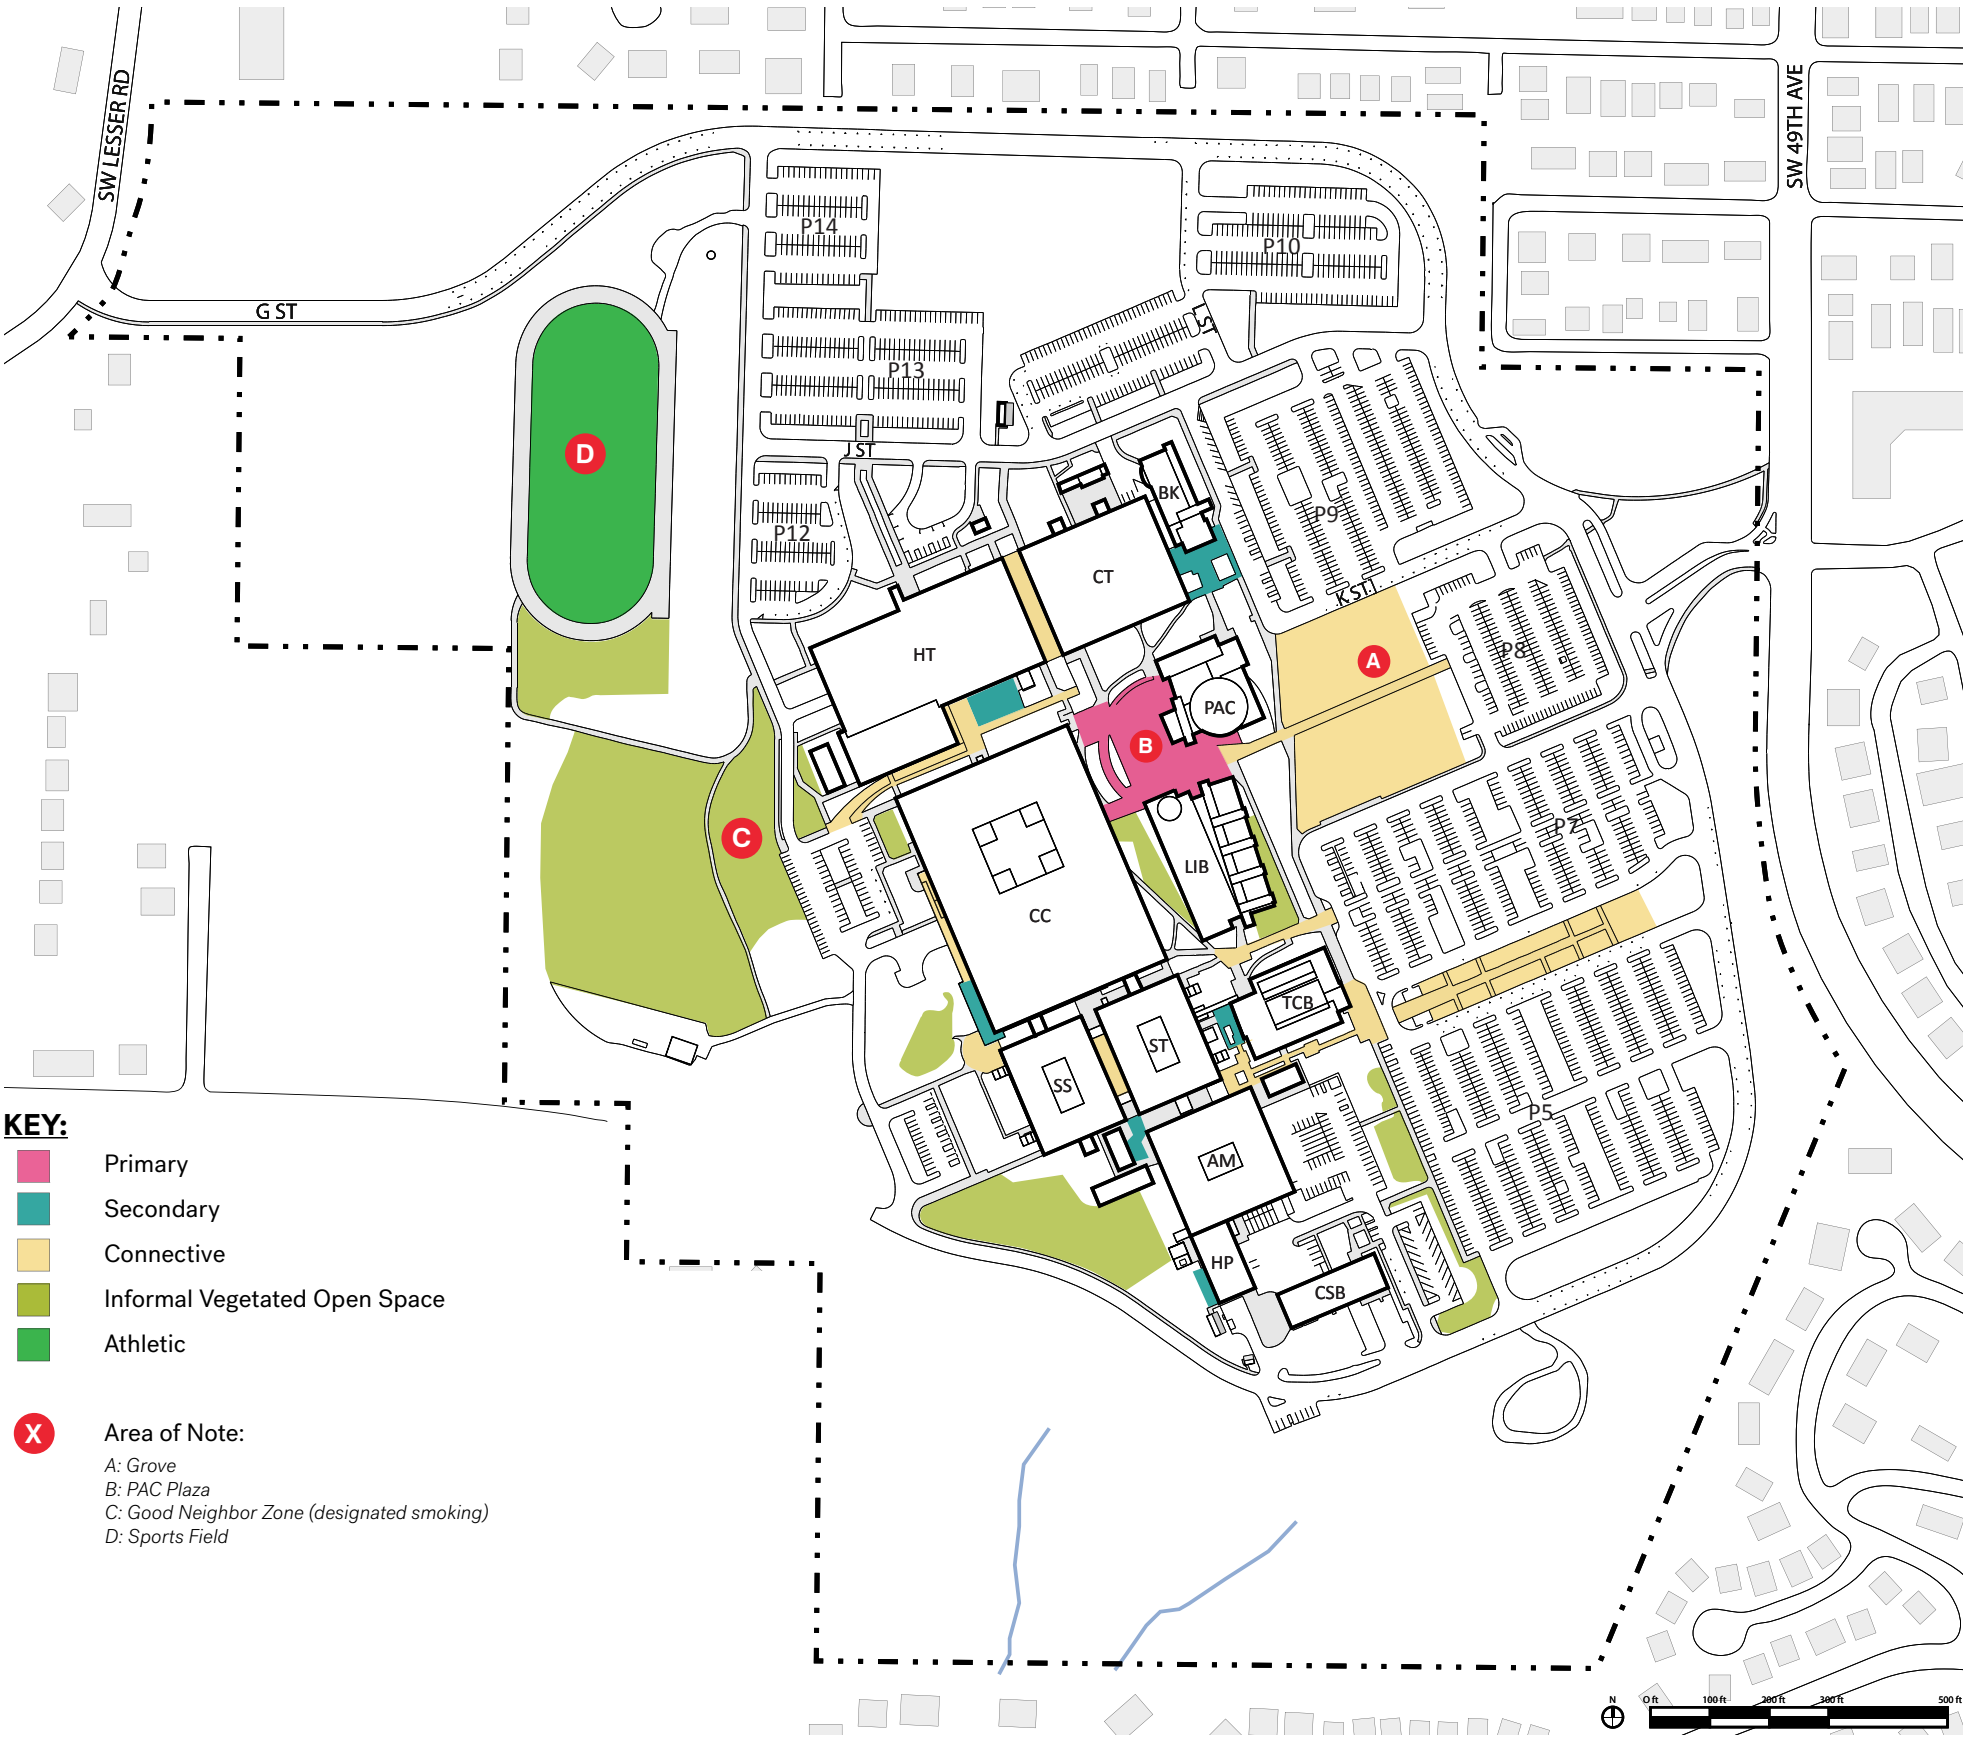 SW LESSER RD
SW 49TH AVE
P14
P10
G ST
L ST
P13
J ST
BK
P9
P12
CT
K ST
HT
A
P8
D
PAC
B
P7
C
LIB
CC
TCB
ST
SS
P5
AM
HP
CSB
KEY:
Primary
Secondary
Connective
Informal Vegetated Open Space
Athletic
X
Area of Note:
A: Grove
B: PAC Plaza
C: Good Neighbor Zone (designated smoking)
D: Sports Field
N
0 ft 100 ft 200 ft 300 ft 500 ft